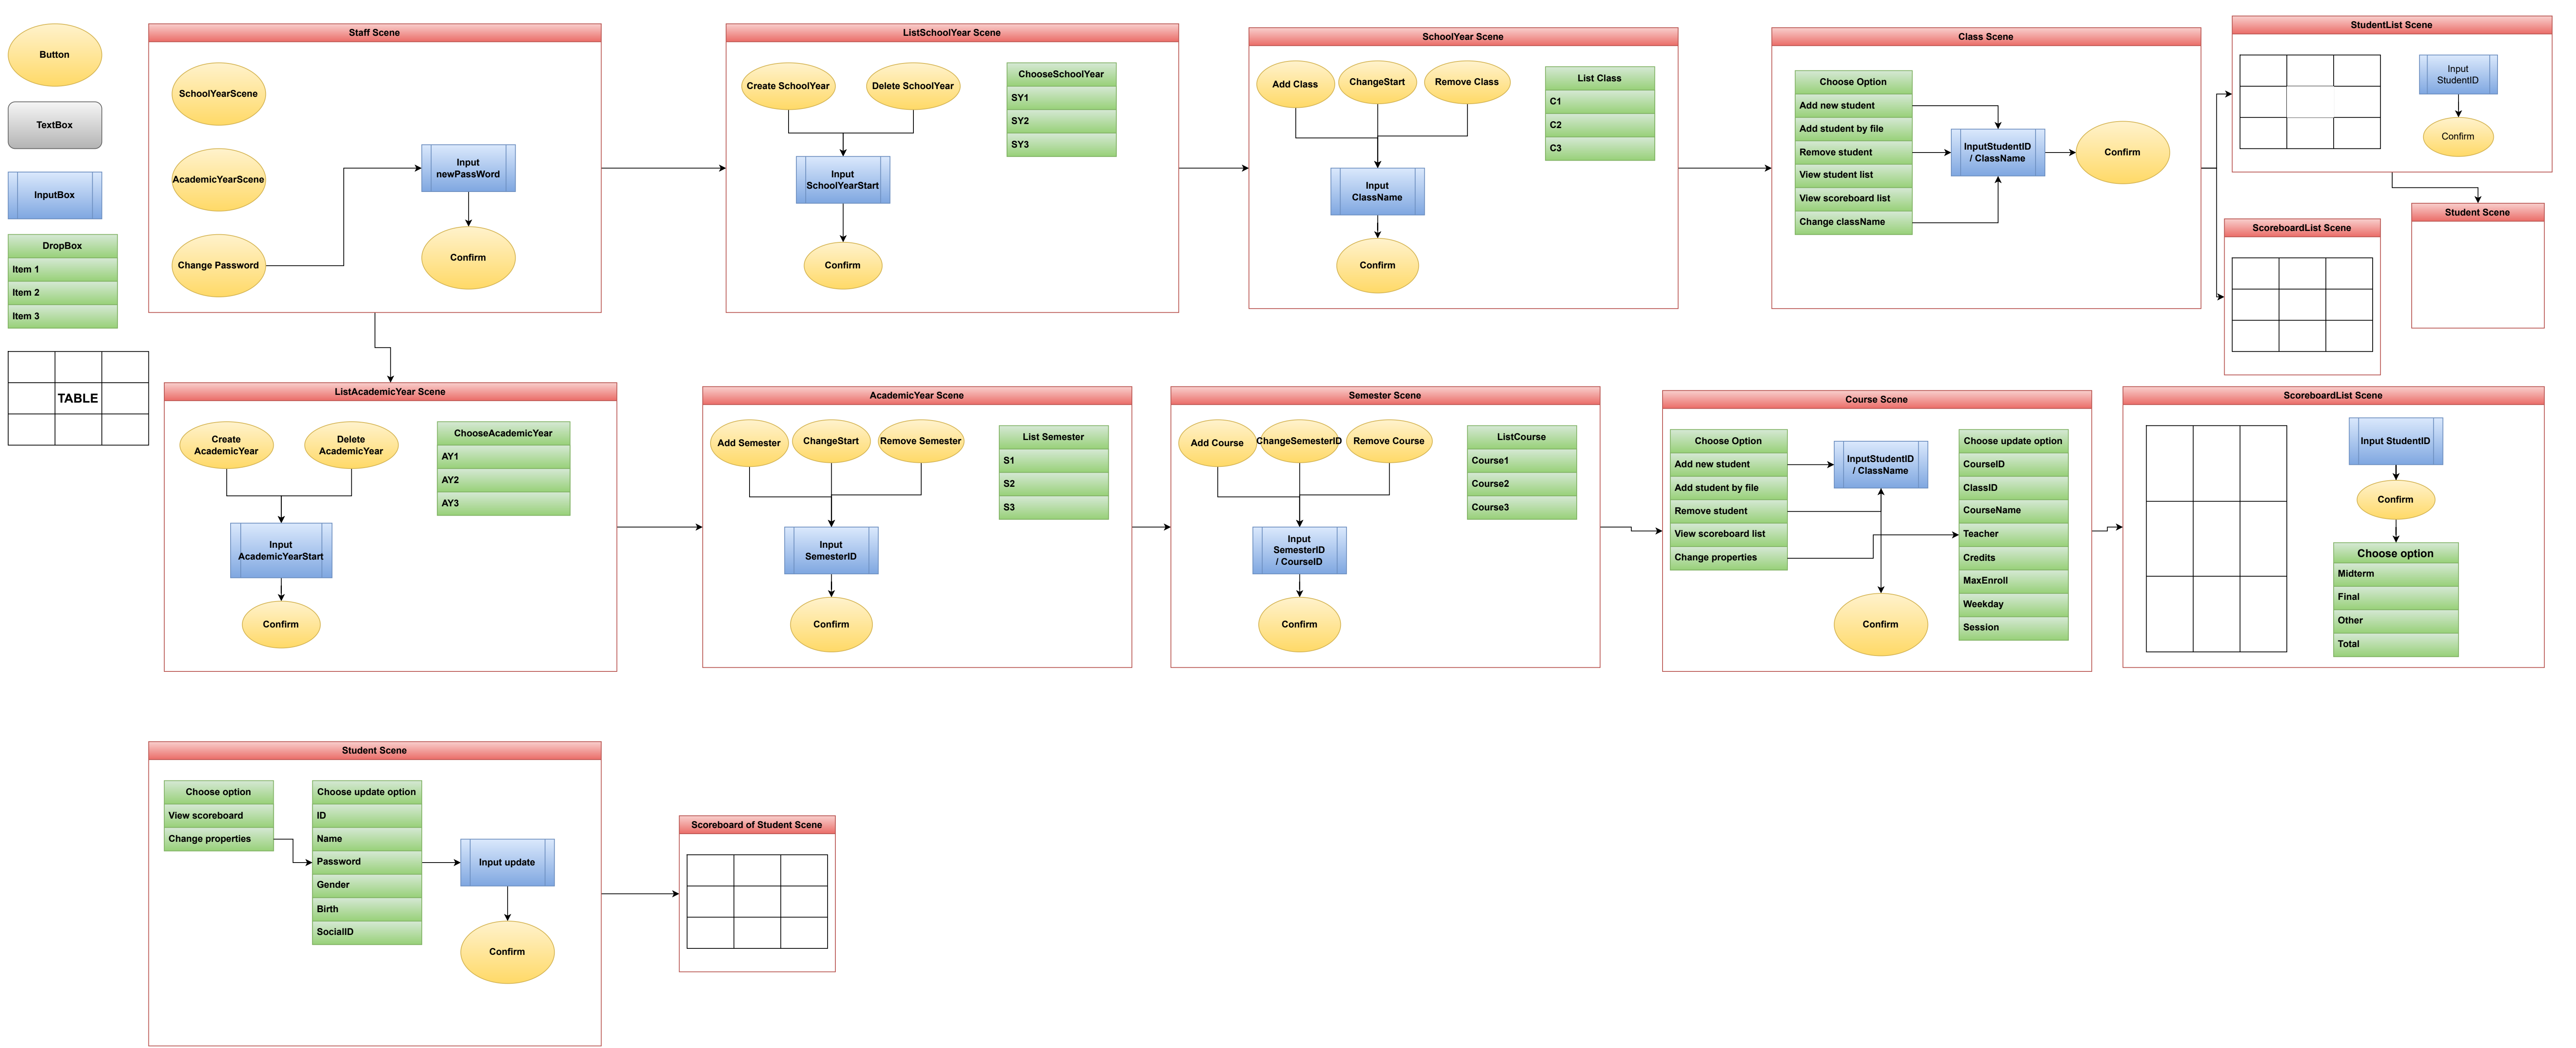 Button
TextBox
InputBox
DropBox
Item 1
Item 2
Item 3
TABLE
Staff Scene
SchoolYearScene
AcademicYearScene
Change Password
Input
newPassWord
Confirm
ListSchoolYear Scene
Create SchoolYear
Delete SchoolYear
Input
SchoolYearStart
Confirm
ChooseSchoolYear
SY1
SY2
SY3
SchoolYear Scene
Add Class
ChangeStart
Remove Class
Input
ClassName
Confirm
List Class
C1
C2
C3
Class Scene
Choose Option
Add new student
Add student by file
Remove student
View student list
View scoreboard list
Change className
InputStudentID
/ ClassName
Confirm
StudentList Scene
Input
StudentID
Confirm
Student Scene
ScoreboardList Scene
ListAcademicYear Scene
Create
AcademicYear
Delete
AcademicYear
Input
AcademicYearStart
Confirm
ChooseAcademicYear
AY1
AY2
AY3
AcademicYear Scene
Add Semester
ChangeStart
Remove Semester
Input
SemesterID
Confirm
List Semester
S1
S2
S3
Semester Scene
Add Course
ChangeSemesterID
Remove Course
Input
SemesterID
/ CourseID
Confirm
ListCourse
Course1
Course2
Course3
Course Scene
Choose Option
Add new student
Add student by file
Remove student
View scoreboard list
Change properties
InputStudentID
/ ClassName
Confirm
Choose update option
CourseID
ClassID
CourseName
Teacher
Credits
MaxEnroll
Weekday
Session
ScoreboardList Scene
Input StudentID
Confirm
Choose option
Midterm
Final
Other
Total
Student Scene
Choose option
View scoreboard
Change properties
Choose update option
ID
Name
Password
Gender
Birth
SocialID
Input update
Confirm
Scoreboard of Student Scene